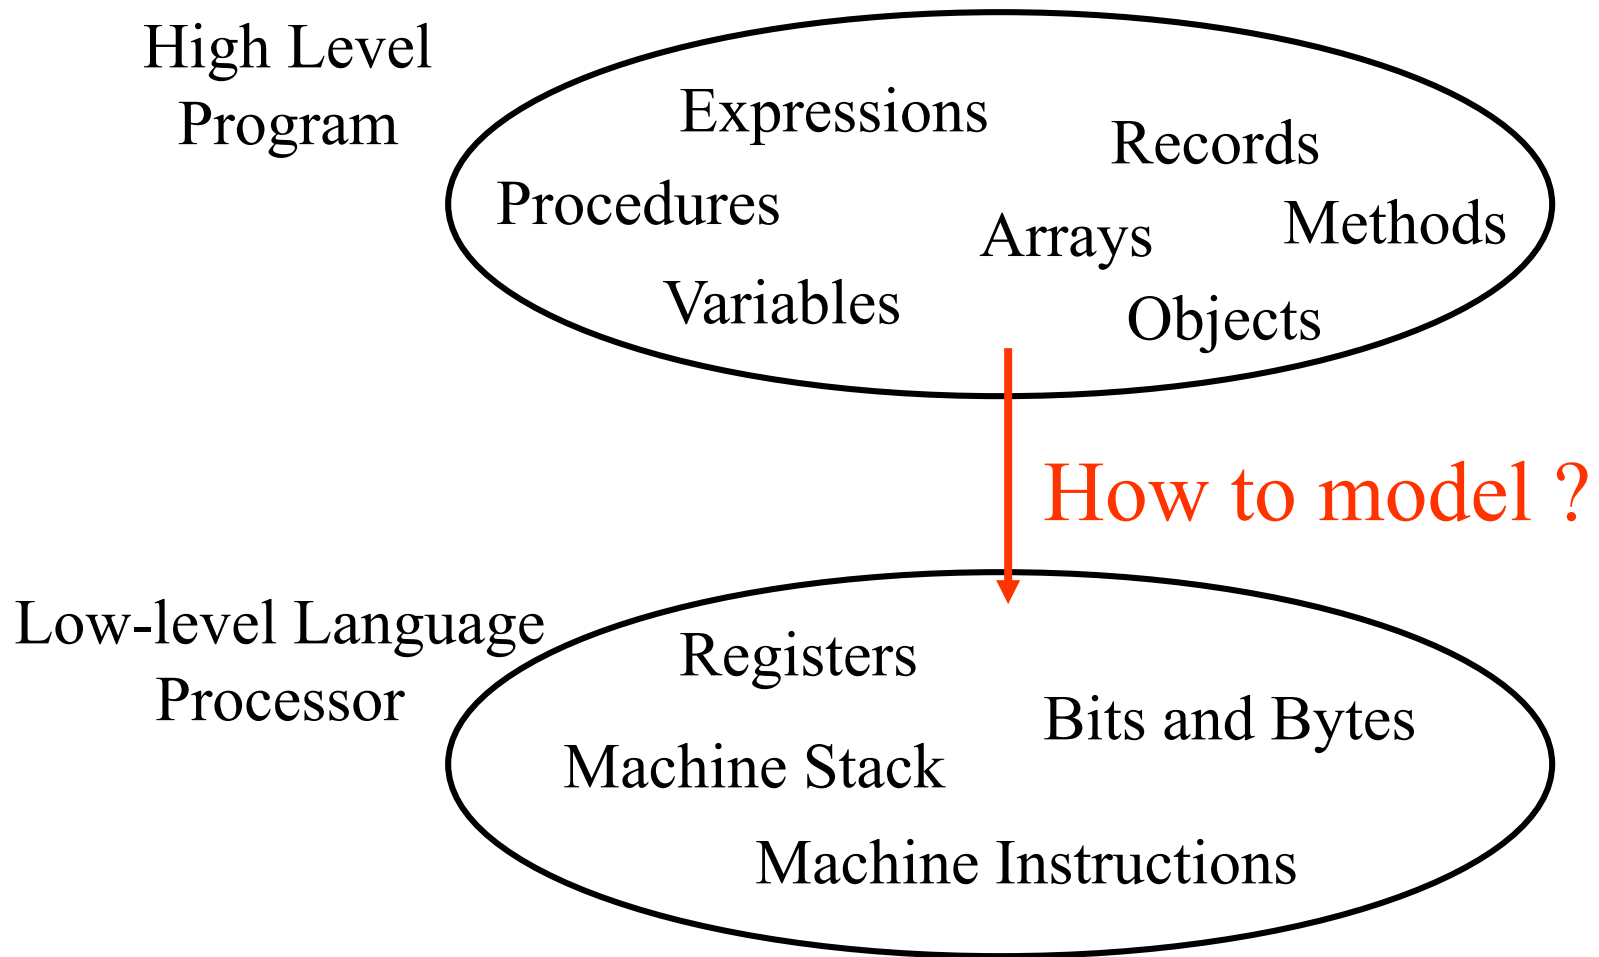 High Level
Program
Expressions
Records
Procedures
Arrays
Methods
Variables
Objects
How to model ?
Low-level Language
Processor
Registers
Bits and Bytes
Machine Stack
Machine Instructions